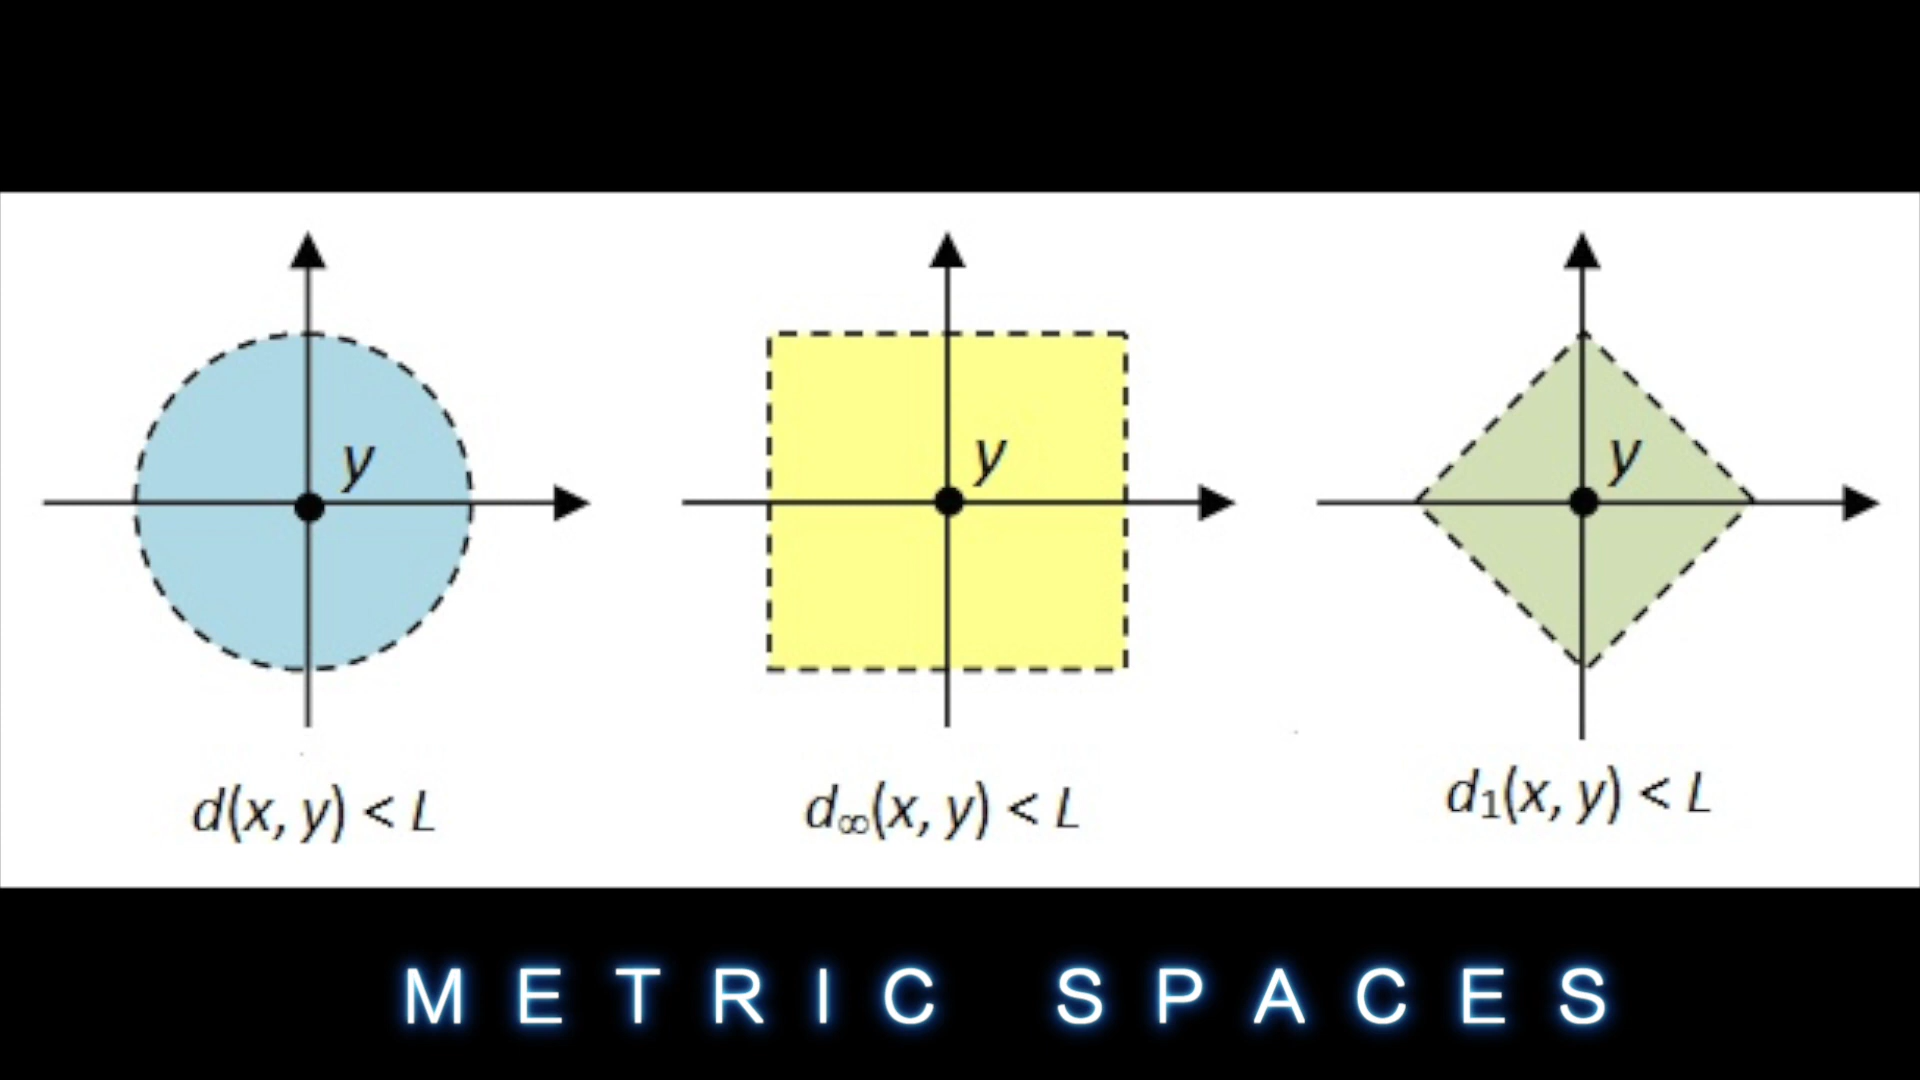 y
y
y
d(x, y) < L
d∞(x, y) < L
d₁(x, y) < L
METRIC SPACES